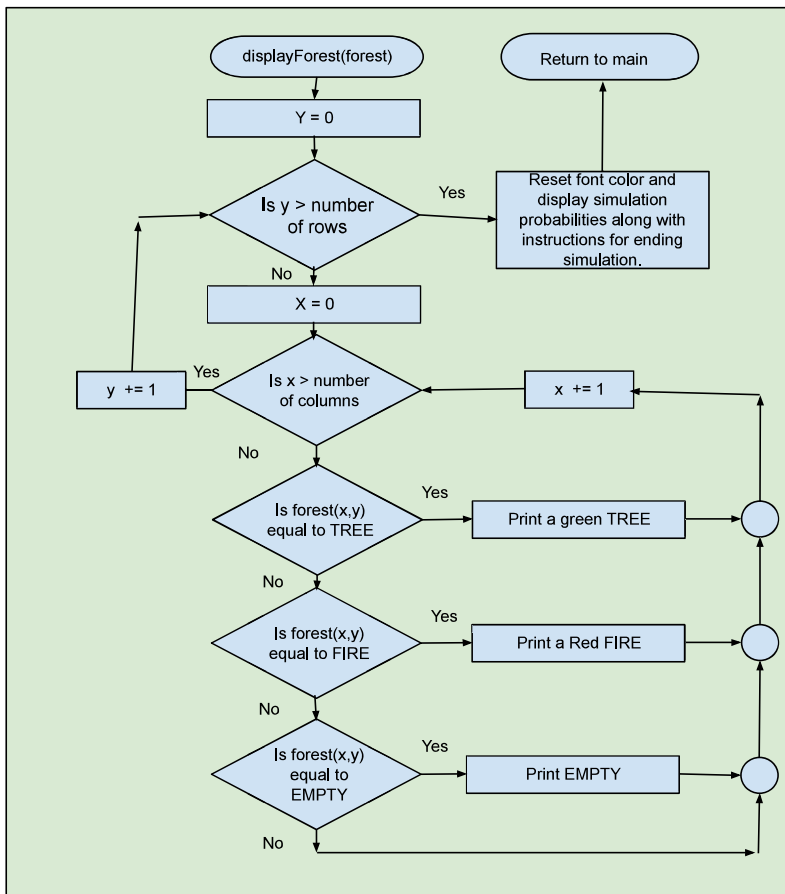 displayForest(forest)
Return to main
Y = 0
Is y > number
of rows
Yes
Reset font color and
display simulation
probabilities along with
instructions for ending
simulation.
No
X = 0
Is x > number
of columns
Yes
y += 1
x += 1
No
Is forest(x,y)
equal to TREE
Yes
Print a green TREE
No
Is forest(x,y)
equal to FIRE
Yes
Print a Red FIRE
No
Is forest(x,y)
equal to
EMPTY
Yes
Print EMPTY
No